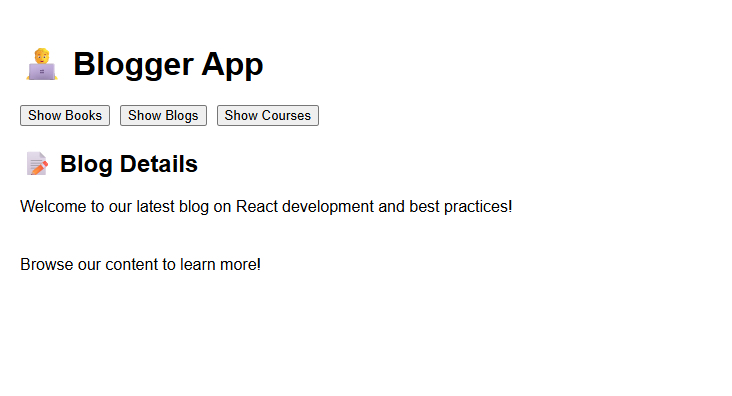 Blogger App
Show Books Show Blogs Show Courses
Blog Details
Welcome to our latest blog on React development and best practices!
Browse our content to learn more!